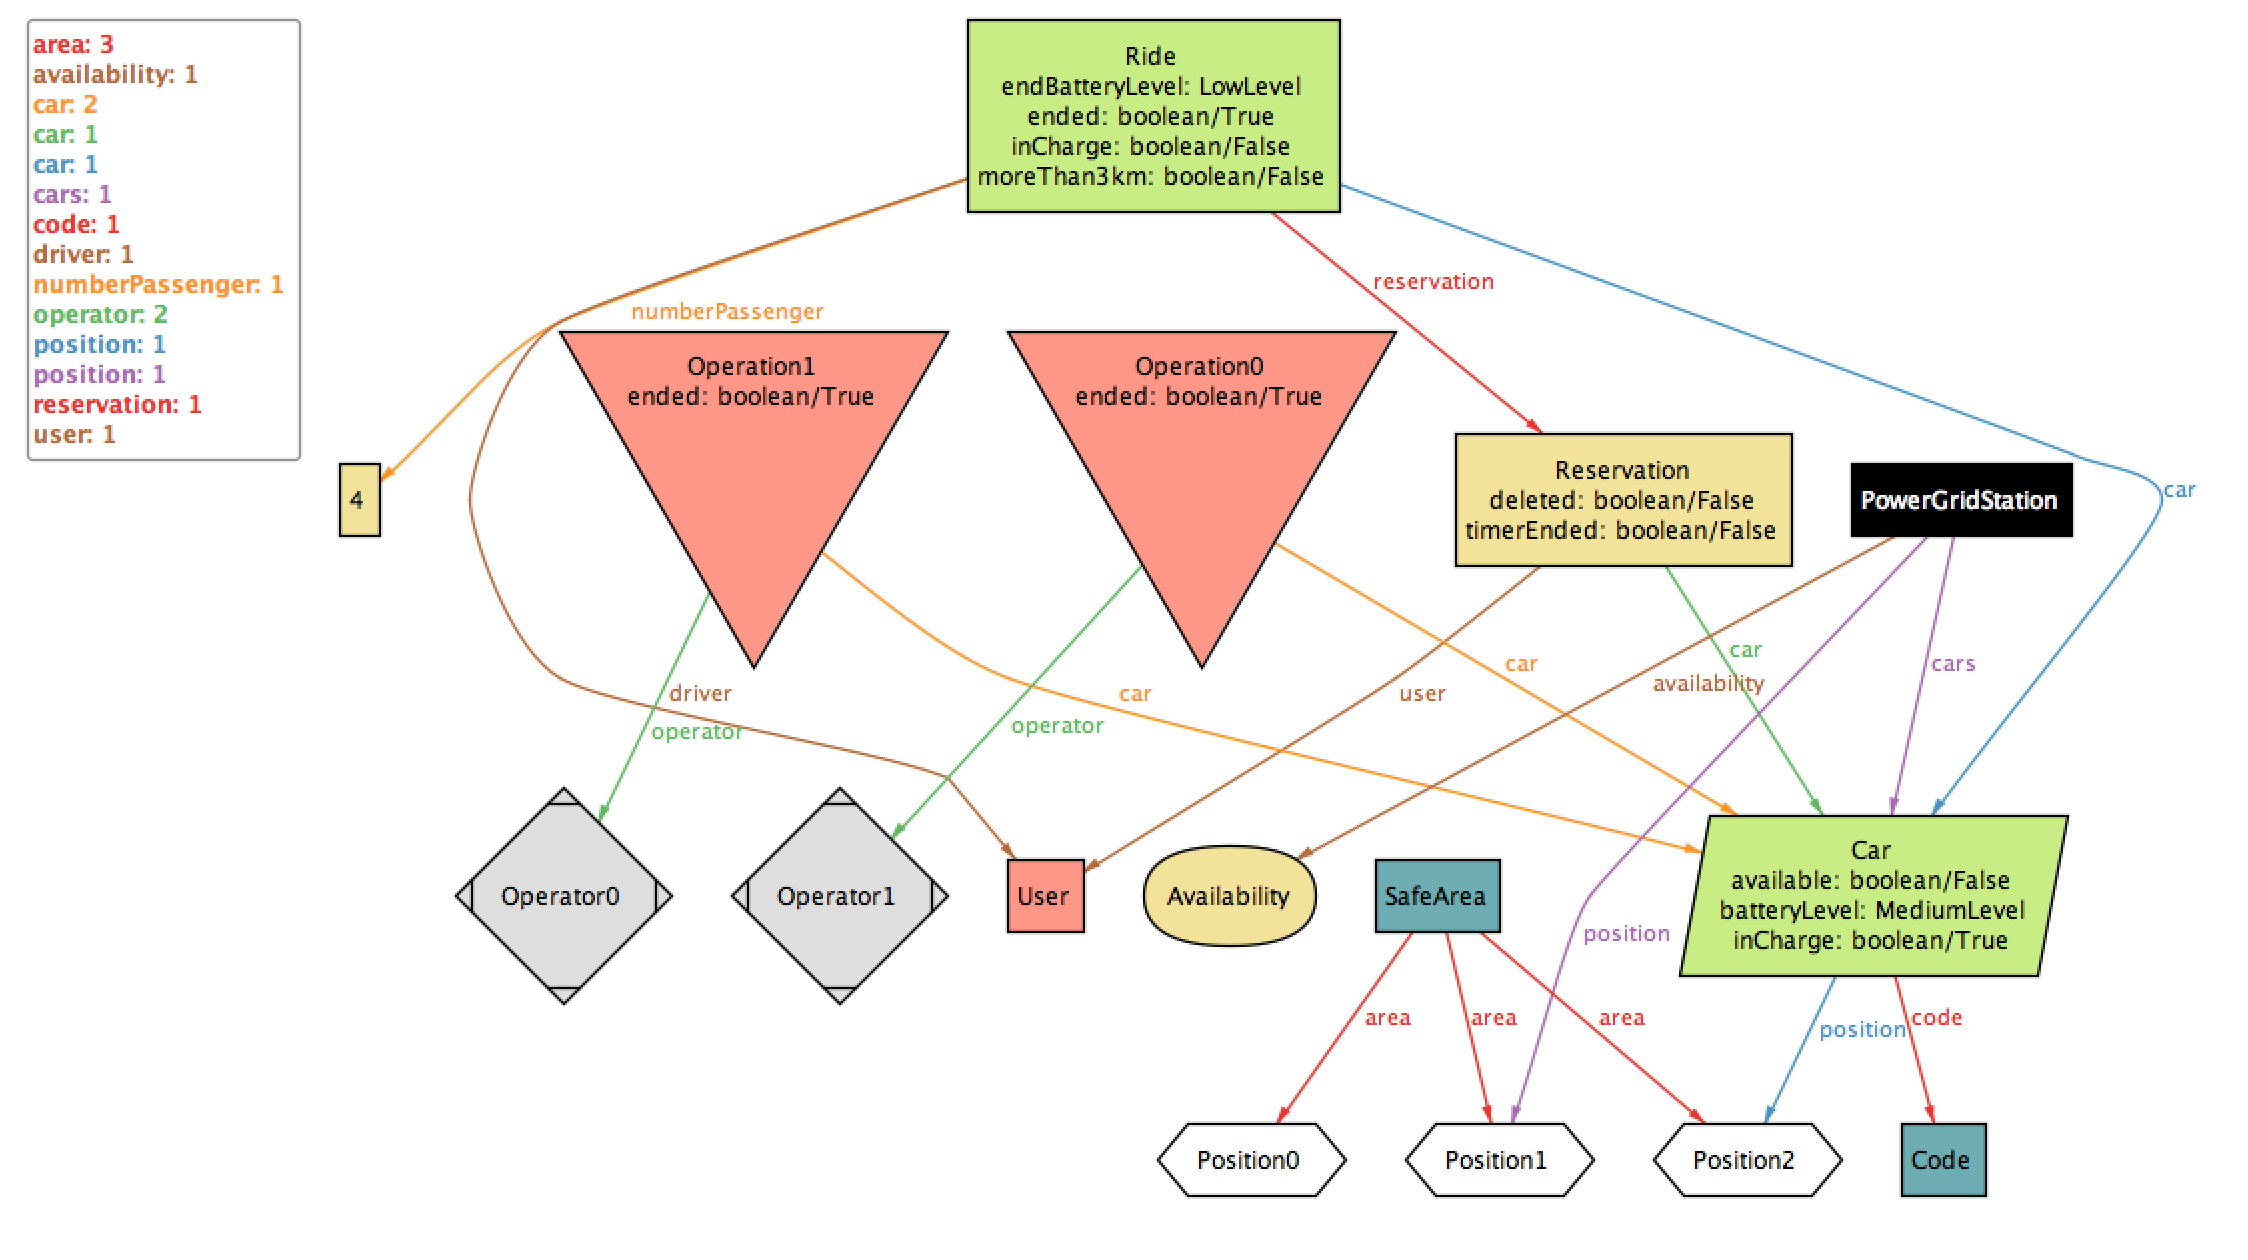 area: 3
availability: 1
car: 2
car: 1
car: 1
cars: 1
code: 1
driver: 1
numberPassenger: 1
operator: 2
position: 1
position: 1
reservation: 1
user: 1
Ride
endBatteryLevel: LowLevel
ended: boolean/True
inCharge: boolean/False
moreThan3km: boolean/False
reservation
numberPassenger
Operation1
ended: boolean/True
Operation0
ended: boolean/True
4
Reservation
deleted: boolean/False
timerEnded: boolean/False
PowerGridStation
car
car
car
cars
availability
driver
car
user
operator
operator
Operator0
Operator1
User
Availability
SafeArea
Car
available: boolean/False
batteryLevel: MediumLevel
inCharge: boolean/True
position
area
area
area
position
code
Position0
Position1
Position2
Code